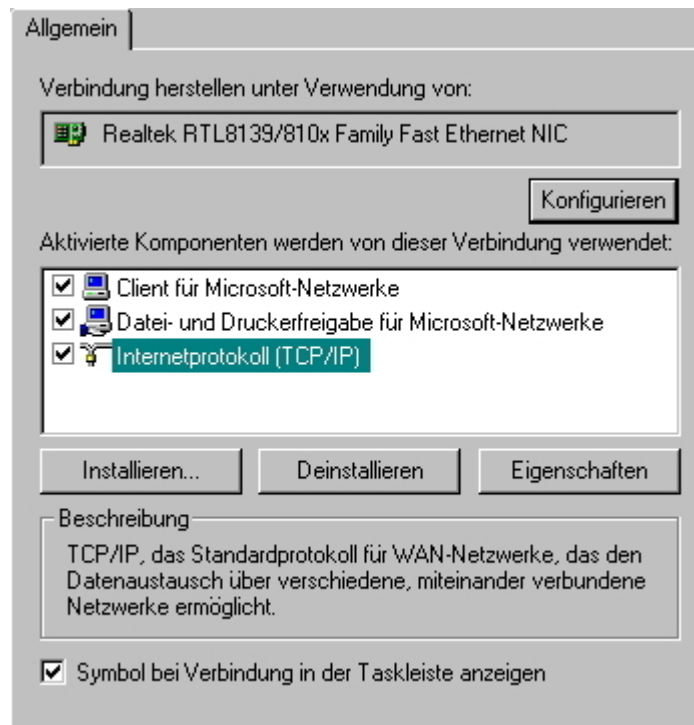 Allgemein
Verbindung herstellen unter Verwendung von:
Realtek RTL8139/810x Family Fast Ethernet NIC
Konfigurieren
Aktivierte Komponenten werden von dieser Verbindung verwendet:
Client für Microsoft-Netzwerke
Datei- und Druckerfreigabe für Microsoft-Netzwerke
Internetprotokoll (TCP/IP)
Installieren... Deinstallieren Eigenschaften
Beschreibung
TCP/IP, das Standardprotokoll für WAN-Netzwerke, das den
Datenaustausch über verschiedene, miteinander verbundene
Netzwerke ermöglicht.
Symbol bei Verbindung in der Taskleiste anzeigen